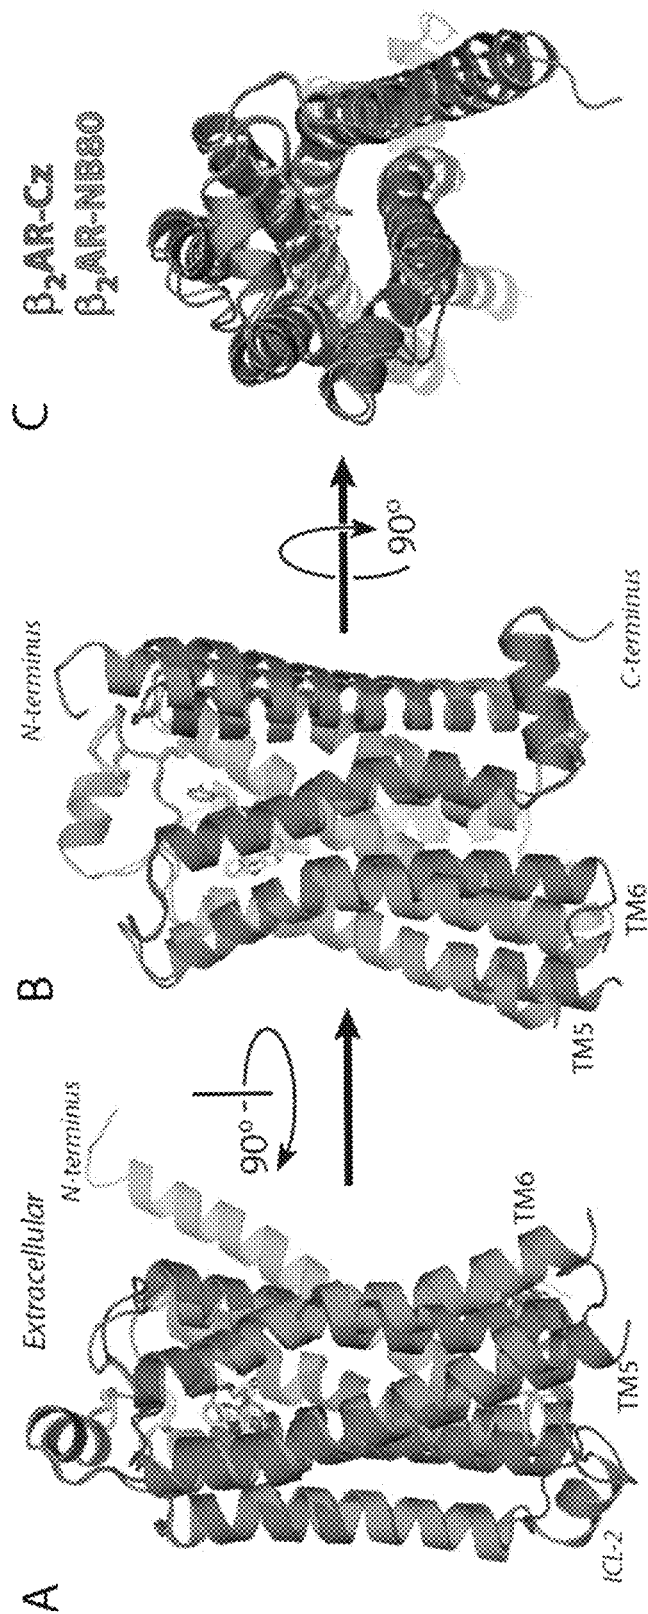 A
Extracellular
N-terminus
TM6
TM5
ICL-2
90°
B
N-terminus
C-terminus
TM5
TM6
90°
C
β₂AR-Cz
β₂AR-NB80